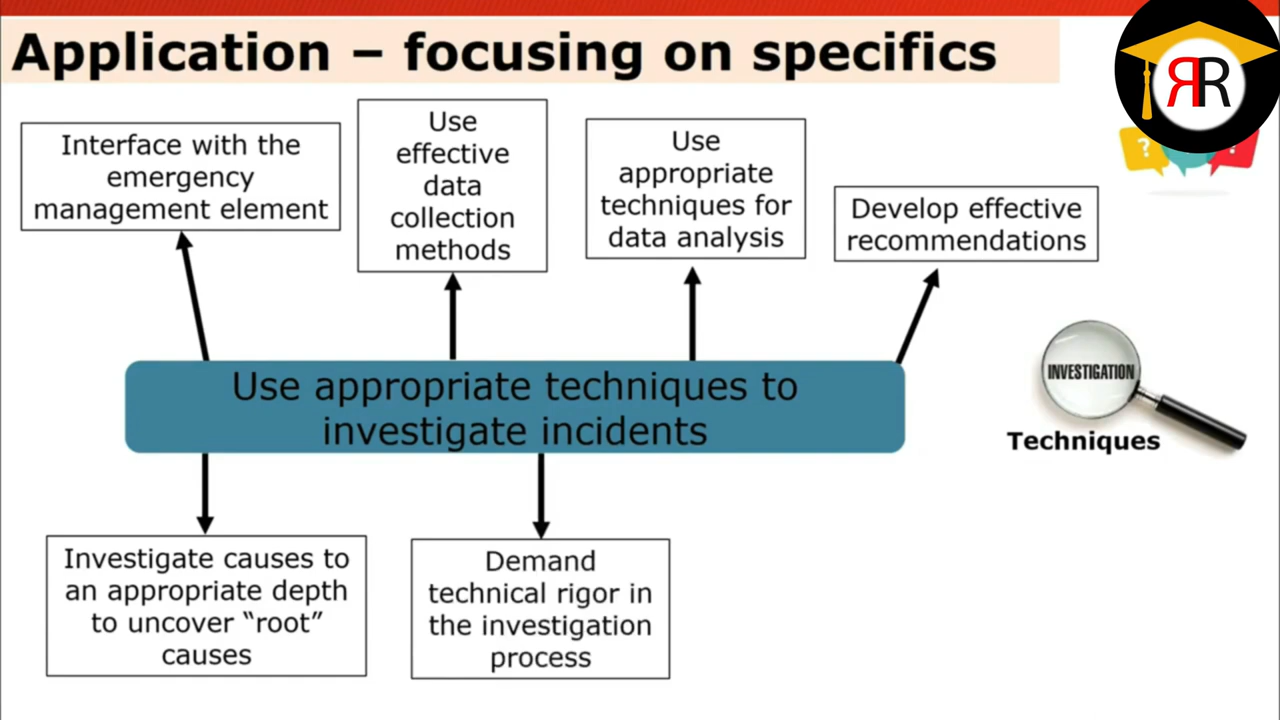 Application – focusing on specifics
RR
?
?
Interface with the
emergency
management element
Use
effective
data
collection
methods
Use
appropriate
techniques for
data analysis
Develop effective
recommendations
Use appropriate techniques to
investigate incidents
INVESTIGATION
Techniques
Investigate causes to
an appropriate depth
to uncover “root”
causes
Demand
technical rigor in
the investigation
process